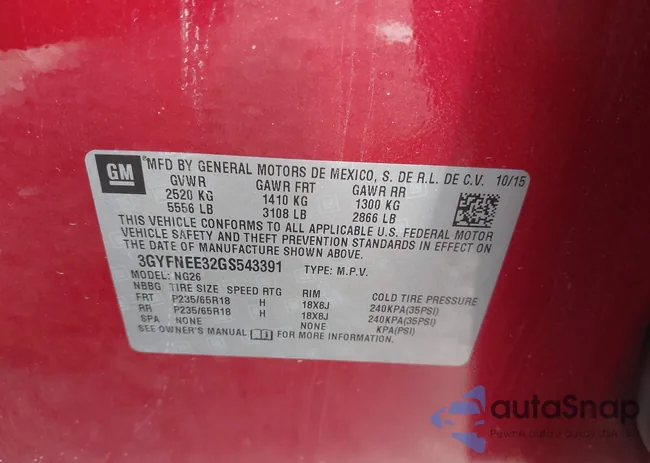 GM
MFD BY GENERAL MOTORS DE MEXICO, S. DE R.L. DE C.V. 10/15
GVWR GAWR FRT GAWR RR
2520 KG 1410 KG 1300 KG
5556 LB 3108 LB 2866 LB
THIS VEHICLE CONFORMS TO ALL APPLICABLE U.S. FEDERAL MOTOR
VEHICLE SAFETY AND THEFT PREVENTION STANDARDS IN EFFECT ON
THE DATE OF MANUFACTURE SHOWN ABOVE.
3GYFNEE32GS543391 TYPE: M.P.V.
MODEL: NG26
NBBG TIRE SIZE SPEED RTG RIM COLD TIRE PRESSURE
FRT P235/65R18 H 18X8J 240KPA(35PSI)
RR P235/65R18 H 18X8J 240KPA(35PSI)
SPA NONE NONE KPA(PSI)
SEE OWNER'S MANUAL FOR MORE INFORMATION.
autaSnap